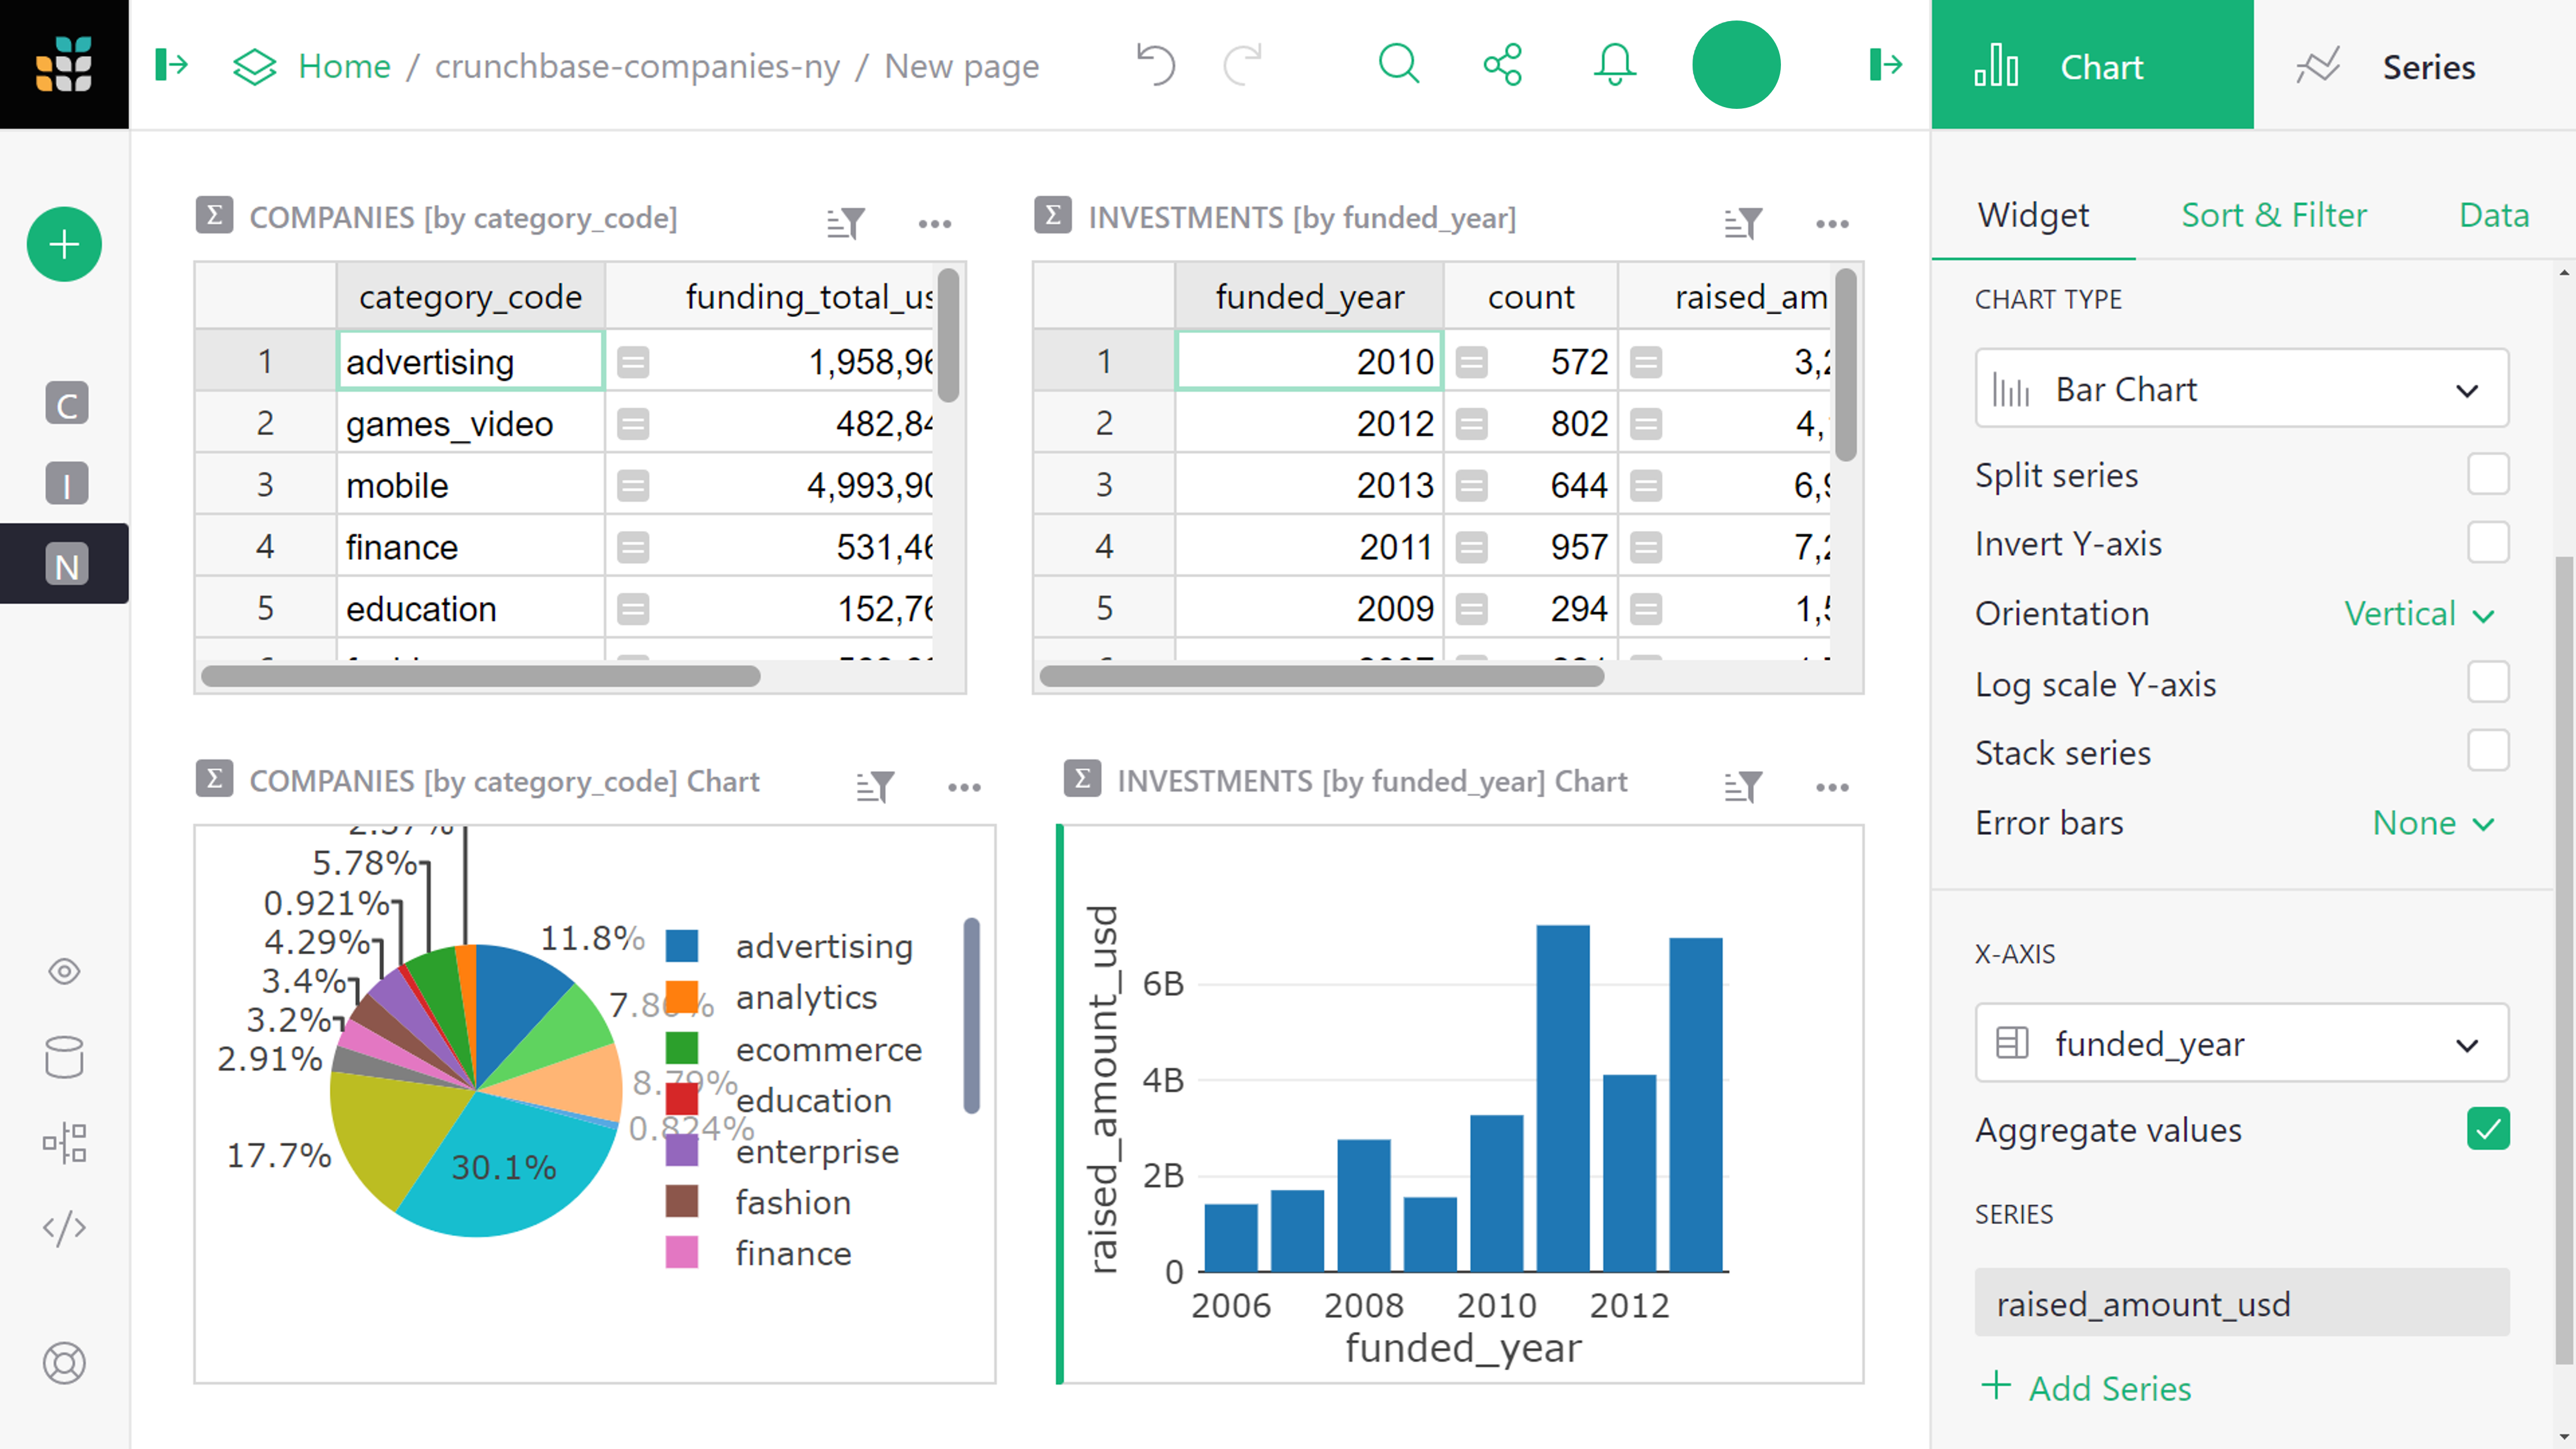 Home / crunchbase-companies-ny / New page
Chart
Series
Widget
Sort & Filter
Data
C
I
N
Σ COMPANIES [by category_code]
category_code funding_total_us
1 advertising 1,958,96
2 games_video 482,84
3 mobile 4,993,90
4 finance 531,46
5 education 152,76
Σ INVESTMENTS [by funded_year]
funded_year count raised_am
1 2010 572 3,2
2 2012 802 4,
3 2013 644 6,9
4 2011 957 7,2
5 2009 294 1,5
Σ COMPANIES [by category_code] Chart
5.78%
0.921%
4.29%
3.4%
3.2%
2.91%
17.7%
30.1%
11.8%
8.79%
0.824%
advertising
analytics
ecommerce
education
enterprise
fashion
finance
Σ INVESTMENTS [by funded_year] Chart
raised_amount_usd
6B
4B
2B
0
2006 2008 2010 2012
funded_year
CHART TYPE
Bar Chart
Split series
Invert Y-axis
Orientation Vertical
Log scale Y-axis
Stack series
Error bars None
X-AXIS
funded_year
Aggregate values
SERIES
raised_amount_usd
+ Add Series